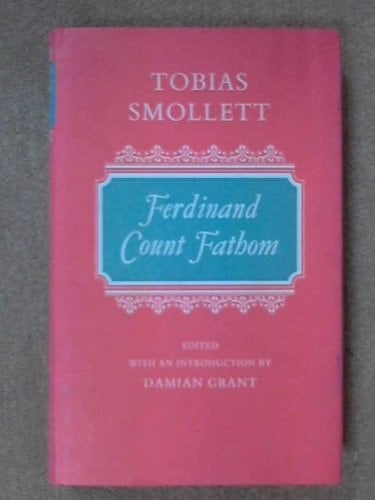 TOBIAS
SMOLLETT
Ferdinand
Count Fathom
EDITED
WITH AN INTRODUCTION BY
DAMIAN GRANT